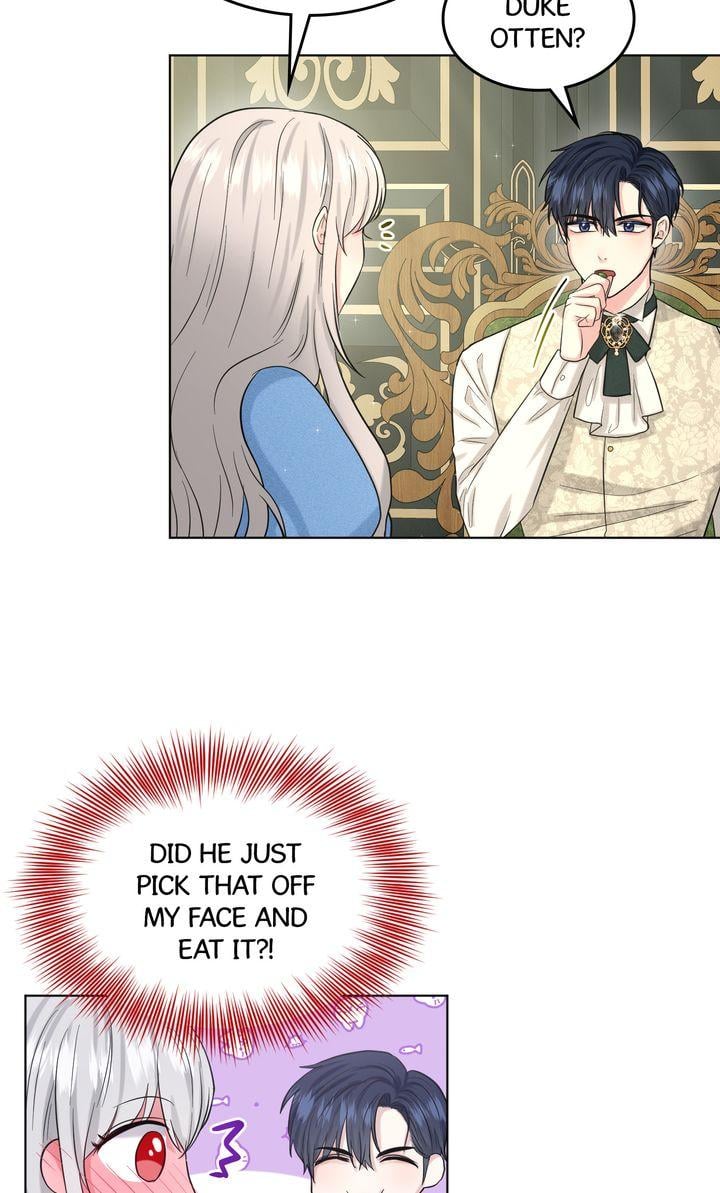 DUKE
OTTEN?
DID HE JUST
PICK THAT OFF
MY FACE AND
EAT IT?!